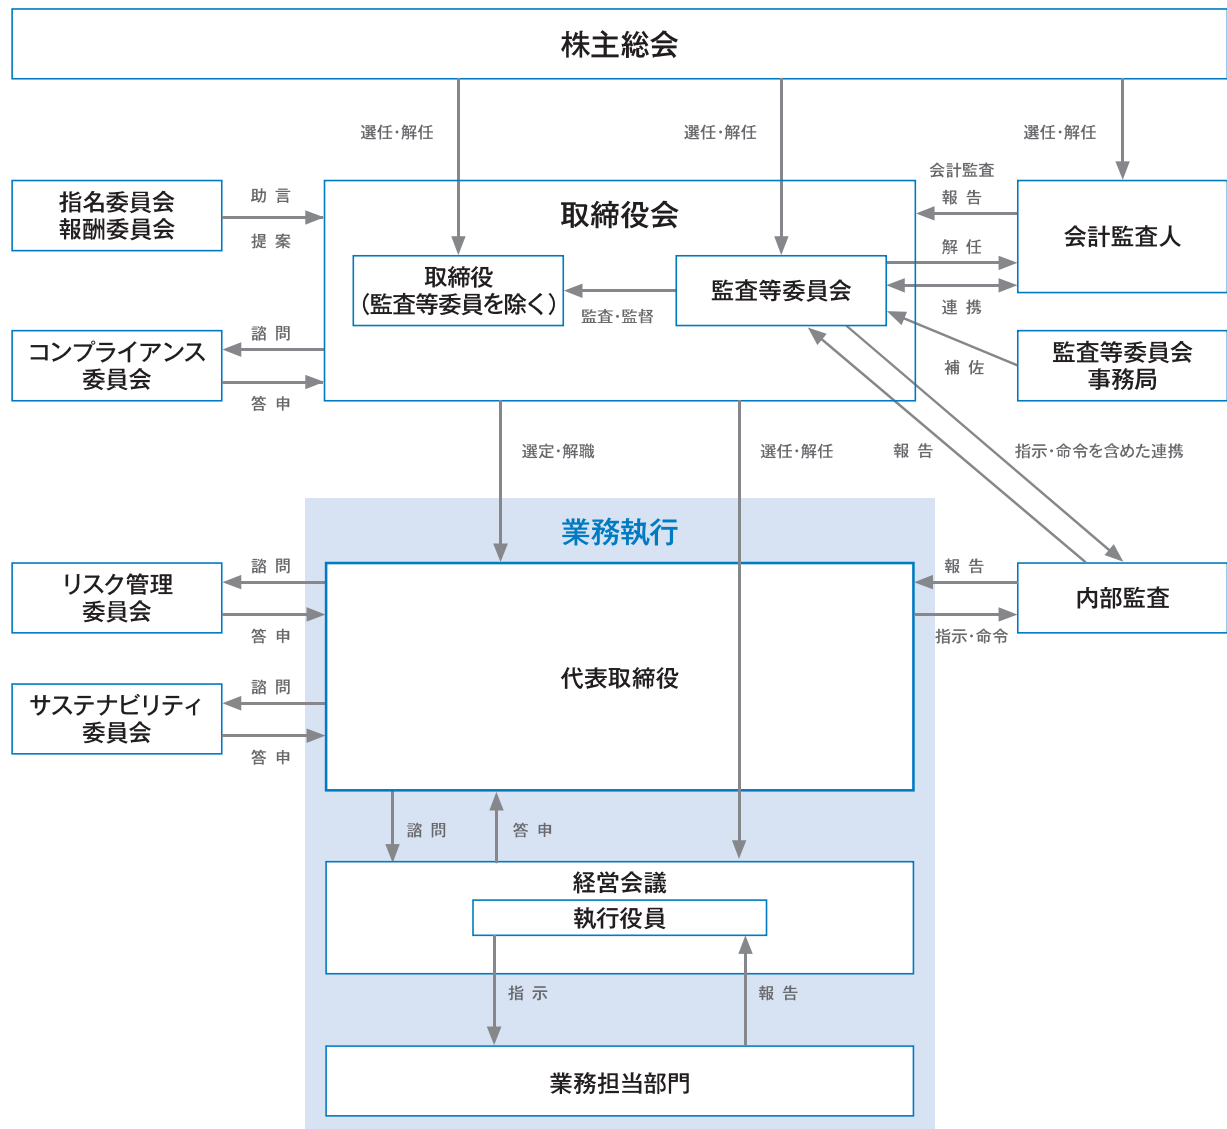 株主総会
選任・解任
選任・解任
選任・解任
指名委員会
報酬委員会
助言
提案
取締役会
会計監査
報告
会計監査人
取締役
（監査等委員を除く）
監査・監督
監査等委員会
解任
連携
コンプライアンス
委員会
諮問
答申
補佐
監査等委員会
事務局
選定・解職
選任・解任
報告
指示・命令を含めた連携
業務執行
リスク管理
委員会
諮問
答申
代表取締役
報告
指示・命令
内部監査
サステナビリティ
委員会
諮問
答申
諮問
答申
経営会議
執行役員
指示
報告
業務担当部門